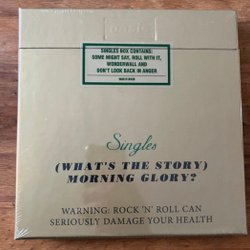 SINGLES BOX CONTAINS:
SOME MIGHT SAY, ROLL WITH IT,
WONDERWALL AND
DON'T LOOK BACK IN ANGER
Singles
(WHAT'S THE STORY)
MORNING GLORY?
WARNING: ROCK 'N' ROLL CAN
SERIOUSLY DAMAGE YOUR HEALTH